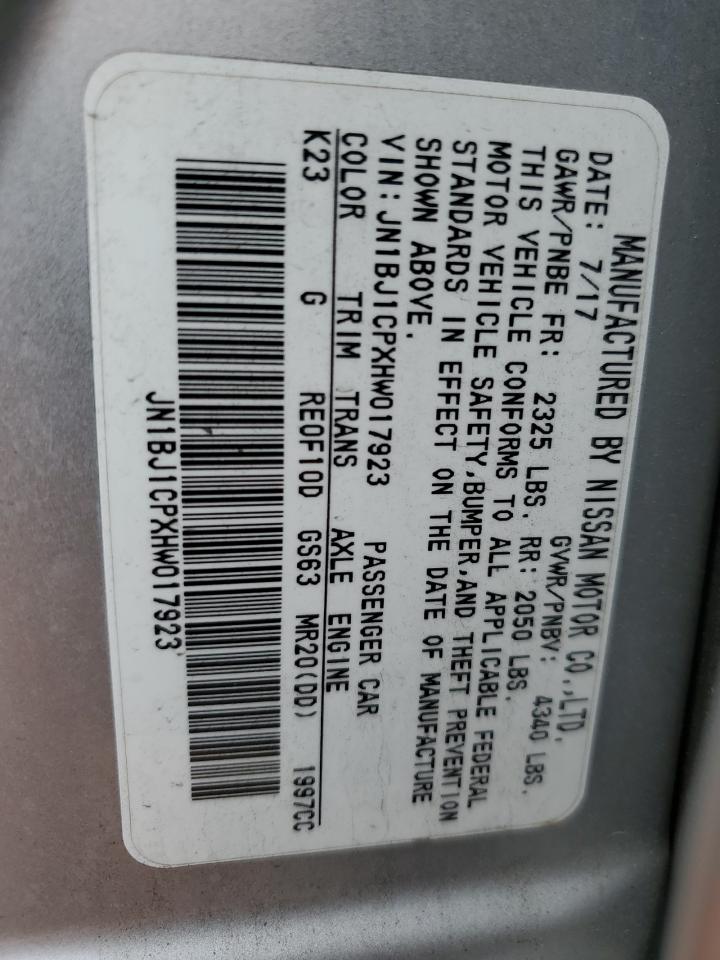 MANUFACTURED BY NISSAN MOTOR CO.,LTD.
DATE: 7/17 GVWR/PNBV: 4340 LBS.
GAWR/PNBE FR: 2325 LBS. RR: 2050 LBS.
THIS VEHICLE CONFORMS TO ALL APPLICABLE FEDERAL
MOTOR VEHICLE SAFETY,BUMPER,AND THEFT PREVENTION
STANDARDS IN EFFECT ON THE DATE OF MANUFACTURE
SHOWN ABOVE.
VIN:JN1BJ1CPXHW017923 PASSENGER CAR
COLOR TRIM TRANS AXLE ENGINE
K23 G RE0F10D GS63 MR20(DD) 1997CC
JN1BJ1CPXHW017923